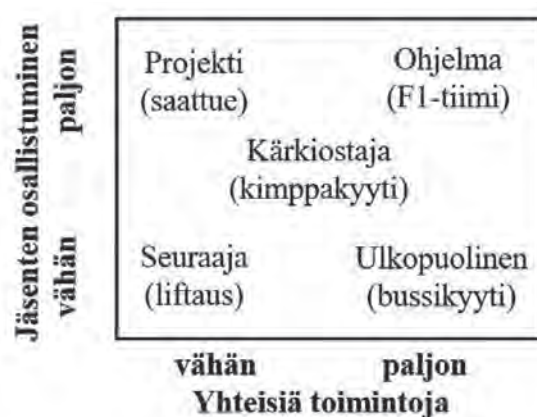 Jäsenten osallistuminen
vähän paljon
Projekti
(saattue)
Ohjelma
(F1-tiimi)
Kärkiostaja
(kimppakyyti)
Seuraaja
(liftaus)
Ulkopuolinen
(bussikyyti)
vähän paljon
Yhteisiä toimintoja